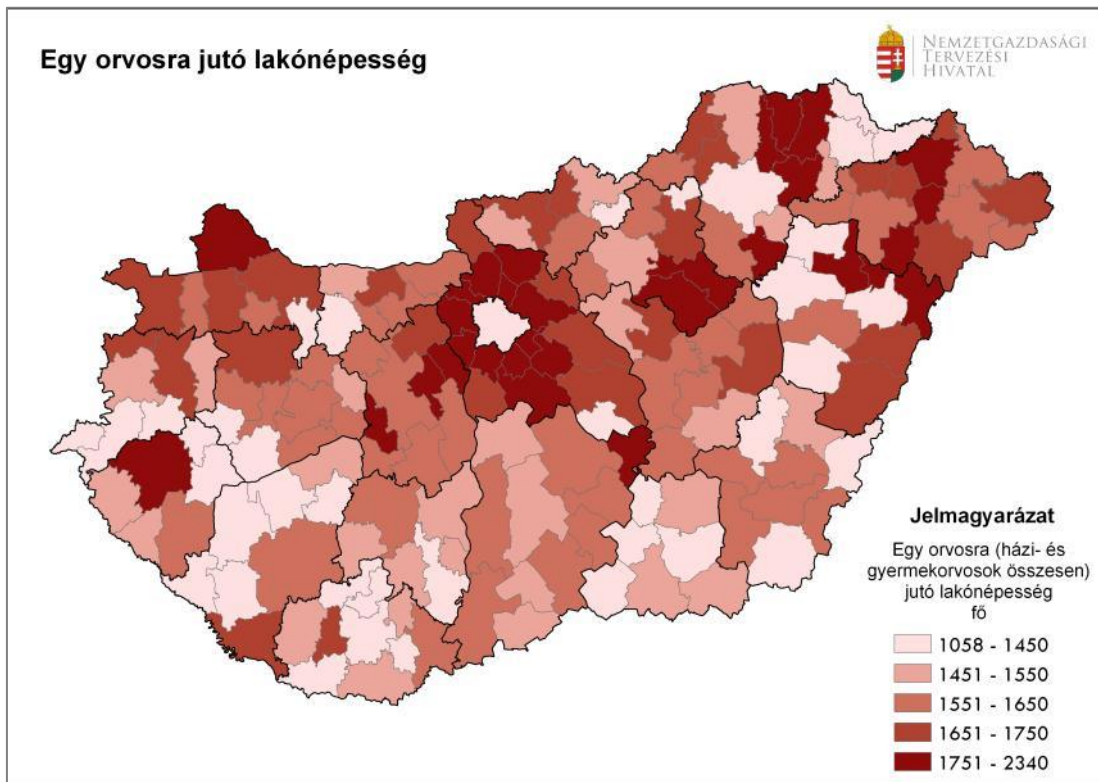 Egy orvosra jutó lakónépesség
NEMZETGAZDASÁGI
TERVEZÉSI
HIVATAL
Jelmagyarázat
Egy orvosra (házi- és
gyermekorvosok összesen)
jutó lakónépesség
fő
1058 - 1450
1451 - 1550
1551 - 1650
1651 - 1750
1751 - 2340